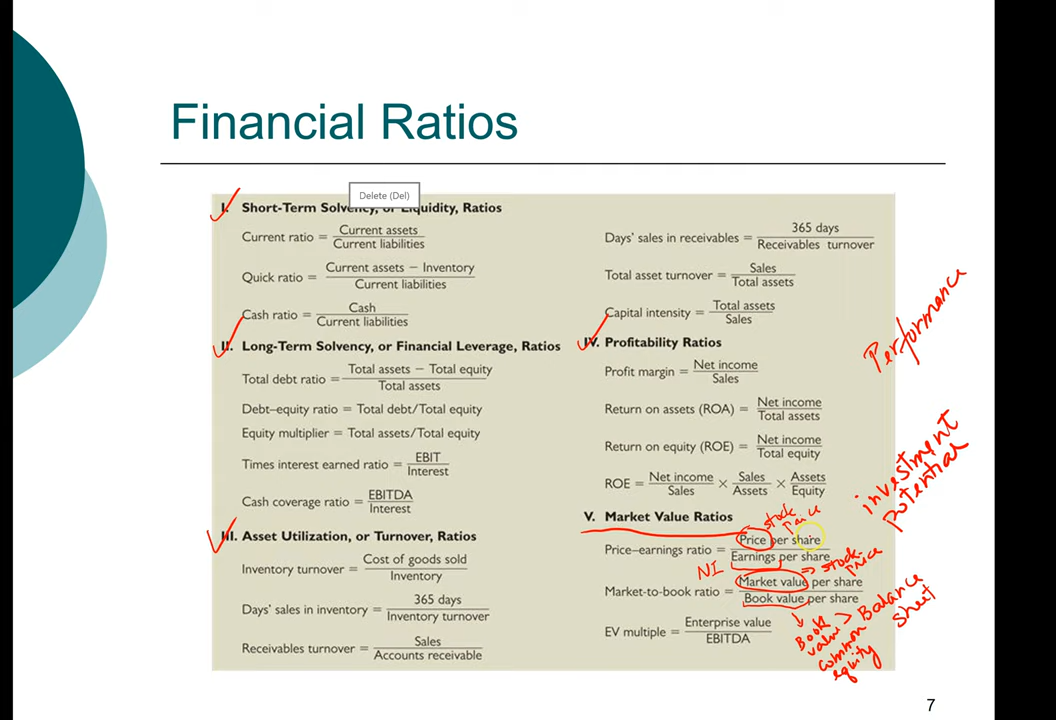 Financial Ratios
Delete (Del)
I. Short-Term Solvency, or Liquidity, Ratios
Current ratio = Current assets / Current liabilities
Quick ratio = Current assets − Inventory / Current liabilities
Cash ratio = Cash / Current liabilities
II. Long-Term Solvency, or Financial Leverage, Ratios
Total debt ratio = Total assets − Total equity / Total assets
Debt–equity ratio = Total debt/Total equity
Equity multiplier = Total assets/Total equity
Times interest earned ratio = EBIT / Interest
Cash coverage ratio = EBITDA / Interest
III. Asset Utilization, or Turnover, Ratios
Inventory turnover = Cost of goods sold / Inventory
Days' sales in inventory = 365 days / Inventory turnover
Receivables turnover = Sales / Accounts receivable
Days' sales in receivables = 365 days / Receivables turnover
Total asset turnover = Sales / Total assets
Capital intensity = Total assets / Sales
IV. Profitability Ratios
Profit margin = Net income / Sales
Return on assets (ROA) = Net income / Total assets
Return on equity (ROE) = Net income / Total equity
ROE = Net income / Sales × Sales / Assets × Assets / Equity
V. Market Value Ratios
Price–earnings ratio = Price per share / Earnings per share
Market-to-book ratio = Market value per share / Book value per share
EV multiple = Enterprise value / EBITDA
Performance
investment
potential
stock
price
NI
⇒ stock
price
Book
value > Balance
sheet
common
equity
7